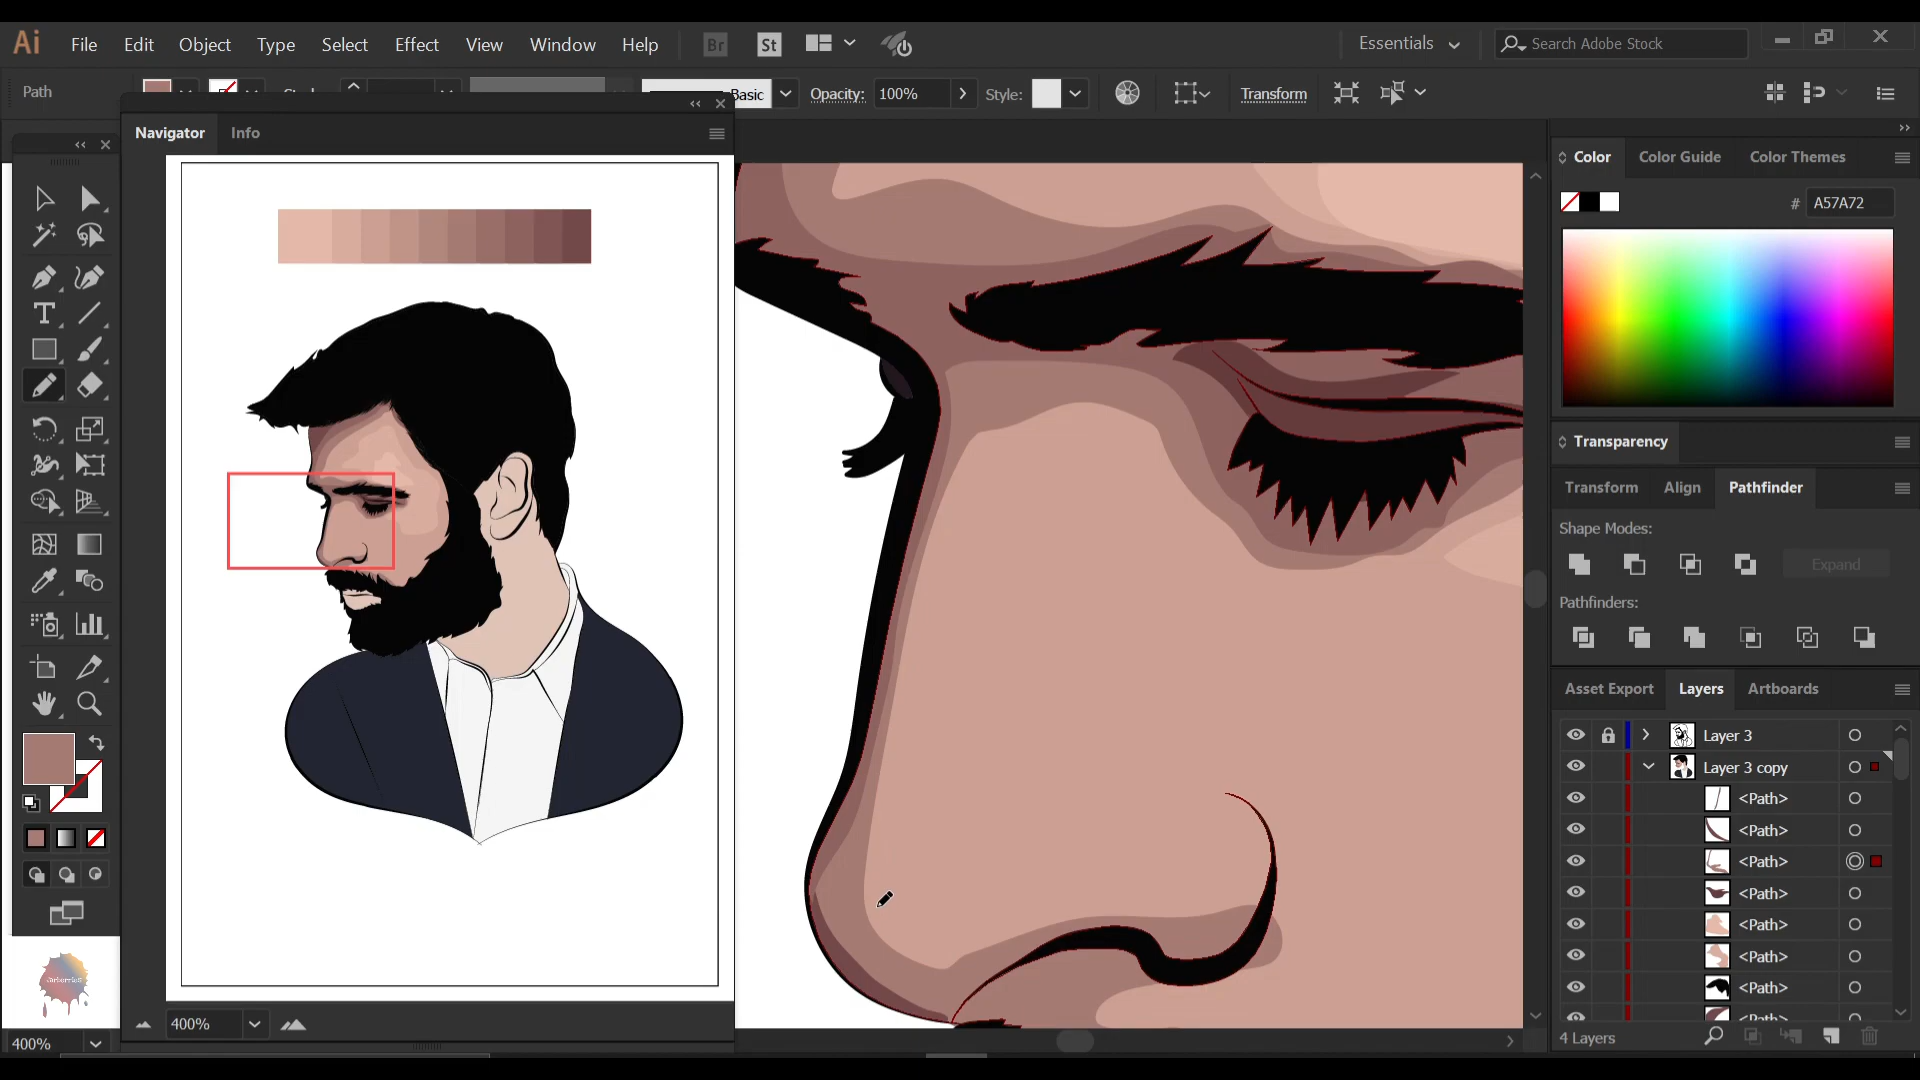 Ai File Edit Object Type Select Effect View Window Help Br St Essentials Search Adobe Stock
Path Basic Opacity: 100% Style: Transform
Navigator Info
Color Color Guide Color Themes
# A57A72
Transparency
Transform Align Pathfinder
Shape Modes:
Expand
Pathfinders:
Asset Export Layers Artboards
Layer 3
Layer 3 copy
<Path>
<Path>
<Path>
<Path>
<Path>
<Path>
<Path>
<Path>
400%
400%
4 Layers